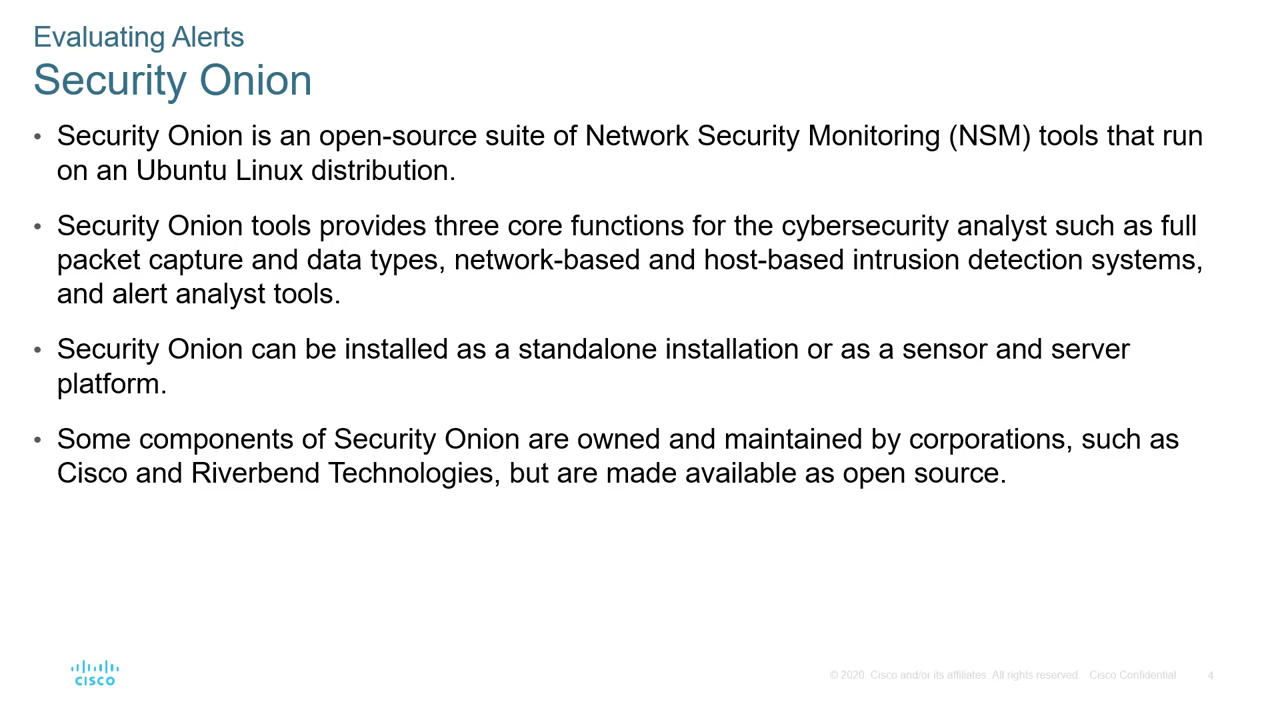 Evaluating Alerts
Security Onion
• Security Onion is an open-source suite of Network Security Monitoring (NSM) tools that run
on an Ubuntu Linux distribution.
• Security Onion tools provides three core functions for the cybersecurity analyst such as full
packet capture and data types, network-based and host-based intrusion detection systems,
and alert analyst tools.
• Security Onion can be installed as a standalone installation or as a sensor and server
platform.
• Some components of Security Onion are owned and maintained by corporations, such as
Cisco and Riverbend Technologies, but are made available as open source.
CISCO
© 2020 Cisco and/or its affiliates. All rights reserved. Cisco Confidential 4